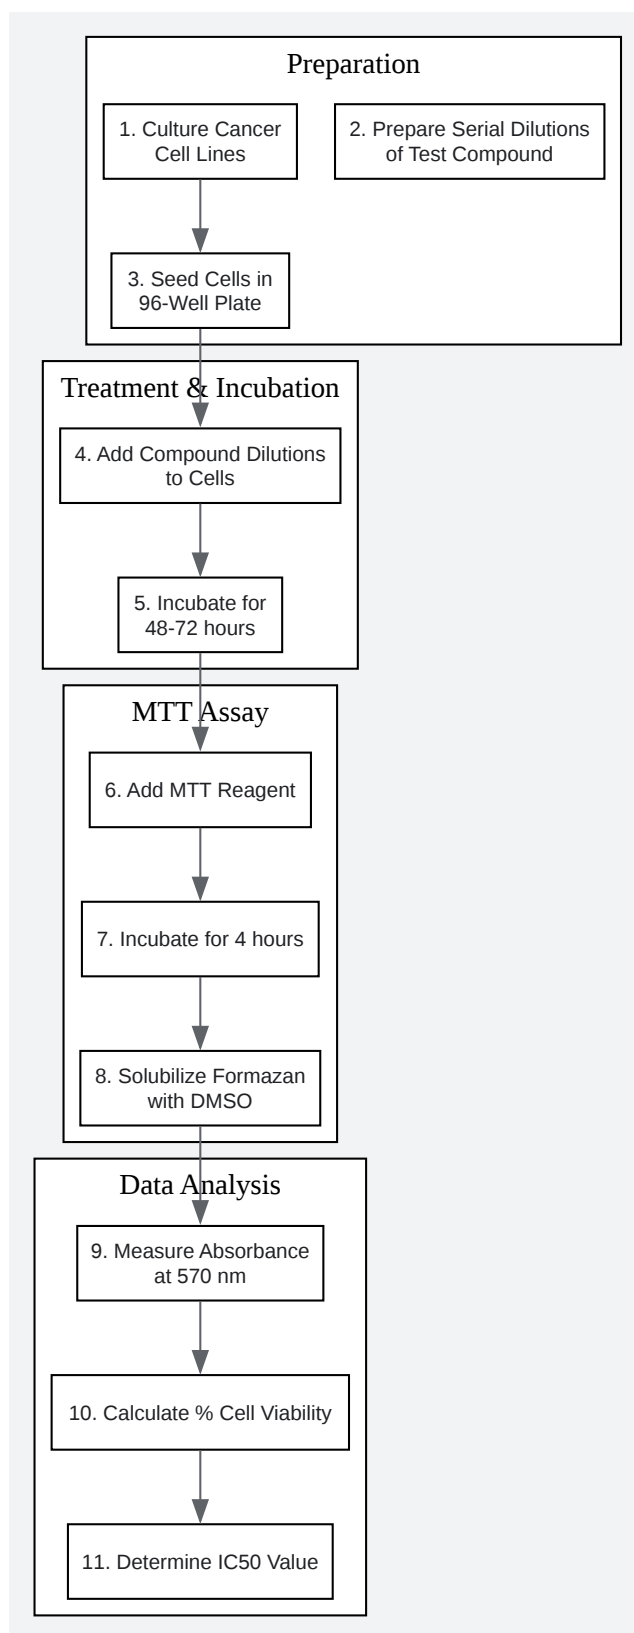 Preparation
1. Culture Cancer
Cell Lines
2. Prepare Serial Dilutions
of Test Compound
3. Seed Cells in
96-Well Plate
Treatment & Incubation
4. Add Compound Dilutions
to Cells
5. Incubate for
48-72 hours
MTT Assay
6. Add MTT Reagent
7. Incubate for 4 hours
8. Solubilize Formazan
with DMSO
Data Analysis
9. Measure Absorbance
at 570 nm
10. Calculate % Cell Viability
11. Determine IC50 Value